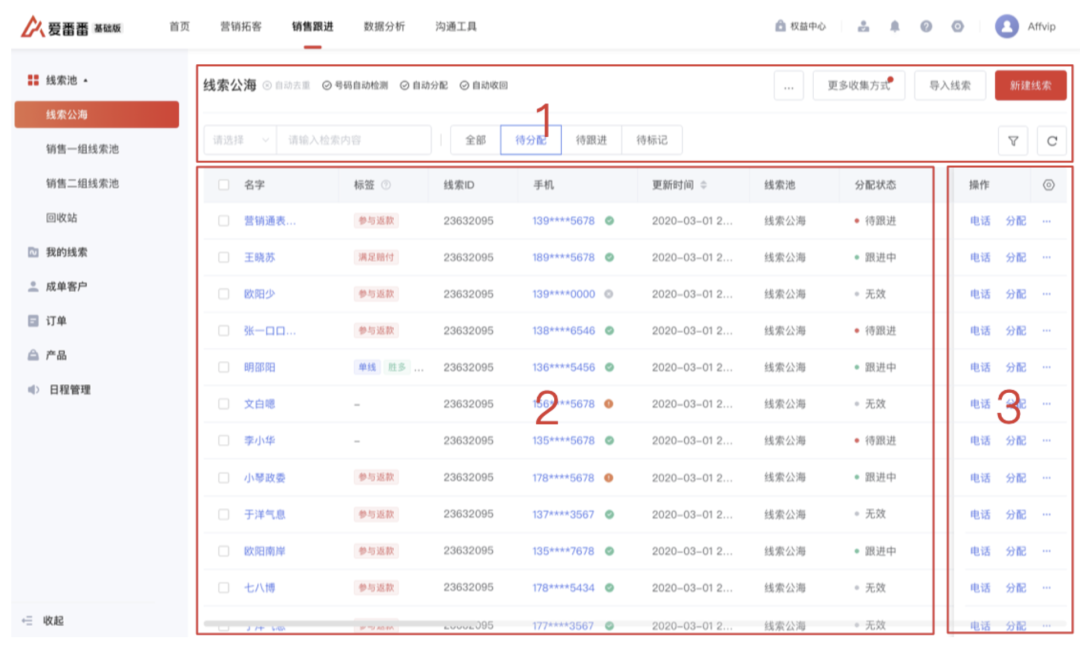 爱番番 基础版 首页 营销拓客 销售跟进 数据分析 沟通工具 权益中心 Affvip
线索池
线索公海
销售一组线索池
销售二组线索池
回收站
我的线索
成单客户
订单
产品
日程管理
收起
线索公海 自动去重 号码自动检测 自动分配 自动收回 ... 更多收集方式 导入线索 新建线索
1
请选择 请输入检索内容 全部 待分配 待跟进 待标记
名字 标签 线索ID 手机 更新时间 线索池 分配状态 操作
营销通表... 参与返款 23632095 139****5678 2020-03-01 2... 线索公海 待跟进 电话 分配 ...
王晓苏 满足赔付 23632095 189****5678 2020-03-01 2... 线索公海 跟进中 电话 分配 ...
欧阳少 参与返款 23632095 139****0000 2020-03-01 2... 线索公海 无效 电话 分配 ...
张一口口... 参与返款 23632095 138****6546 2020-03-01 2... 线索公海 待跟进 电话 分配 ...
明邵阳 单线 胜多 ... 23632095 136****5456 2020-03-01 2... 线索公海 跟进中 电话 分配 ...
文白嗯 – 23632095 156****5678 2020-03-01 2... 线索公海 无效 电话 分配 ...
2 3
李小华 – 23632095 135****5678 2020-03-01 2... 线索公海 待跟进 电话 分配 ...
小琴政委 参与返款 23632095 178****5678 2020-03-01 2... 线索公海 跟进中 电话 分配 ...
于洋气息 参与返款 23632095 137****3567 2020-03-01 2... 线索公海 无效 电话 分配 ...
欧阳南岸 参与返款 23632095 135****7678 2020-03-01 2... 线索公海 跟进中 电话 分配 ...
七八博 参与返款 23632095 178****5434 2020-03-01 2... 线索公海 无效 电话 分配 ...
于洋气息 参与返款 23632095 177****3567 2020-03-01 2... 线索公海 无效 电话 分配 ...